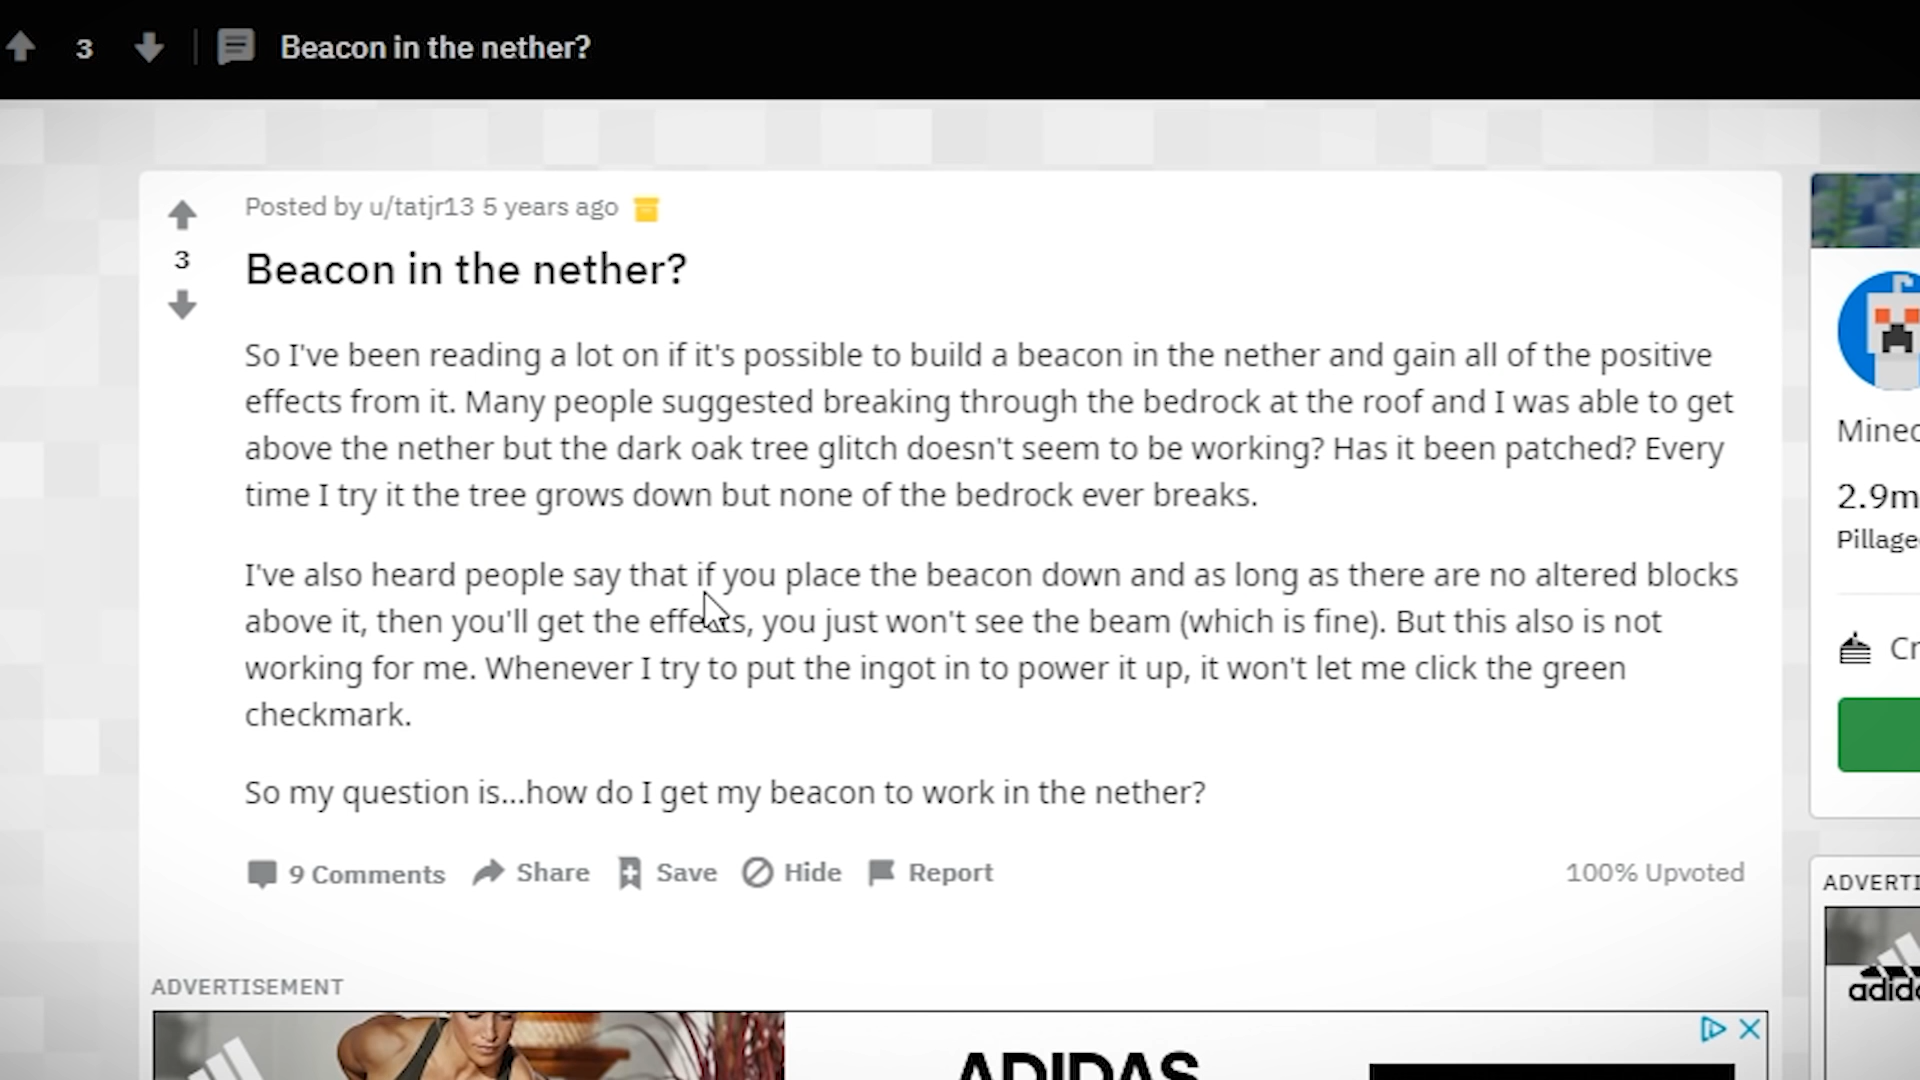 3 Beacon in the nether?
Posted by u/tatjr13 5 years ago
3
Beacon in the nether?
So I've been reading a lot on if it's possible to build a beacon in the nether and gain all of the positive
effects from it. Many people suggested breaking through the bedrock at the roof and I was able to get
above the nether but the dark oak tree glitch doesn't seem to be working? Has it been patched? Every
time I try it the tree grows down but none of the bedrock ever breaks.
I've also heard people say that if you place the beacon down and as long as there are no altered blocks
above it, then you'll get the effects, you just won't see the beam (which is fine). But this also is not
working for me. Whenever I try to put the ingot in to power it up, it won't let me click the green
checkmark.
So my question is...how do I get my beacon to work in the nether?
9 Comments Share Save Hide Report 100% Upvoted
ADVERTISEMENT
ADIDAS
Minec
2.9m
Pillage
Cr
ADVERTI
adid